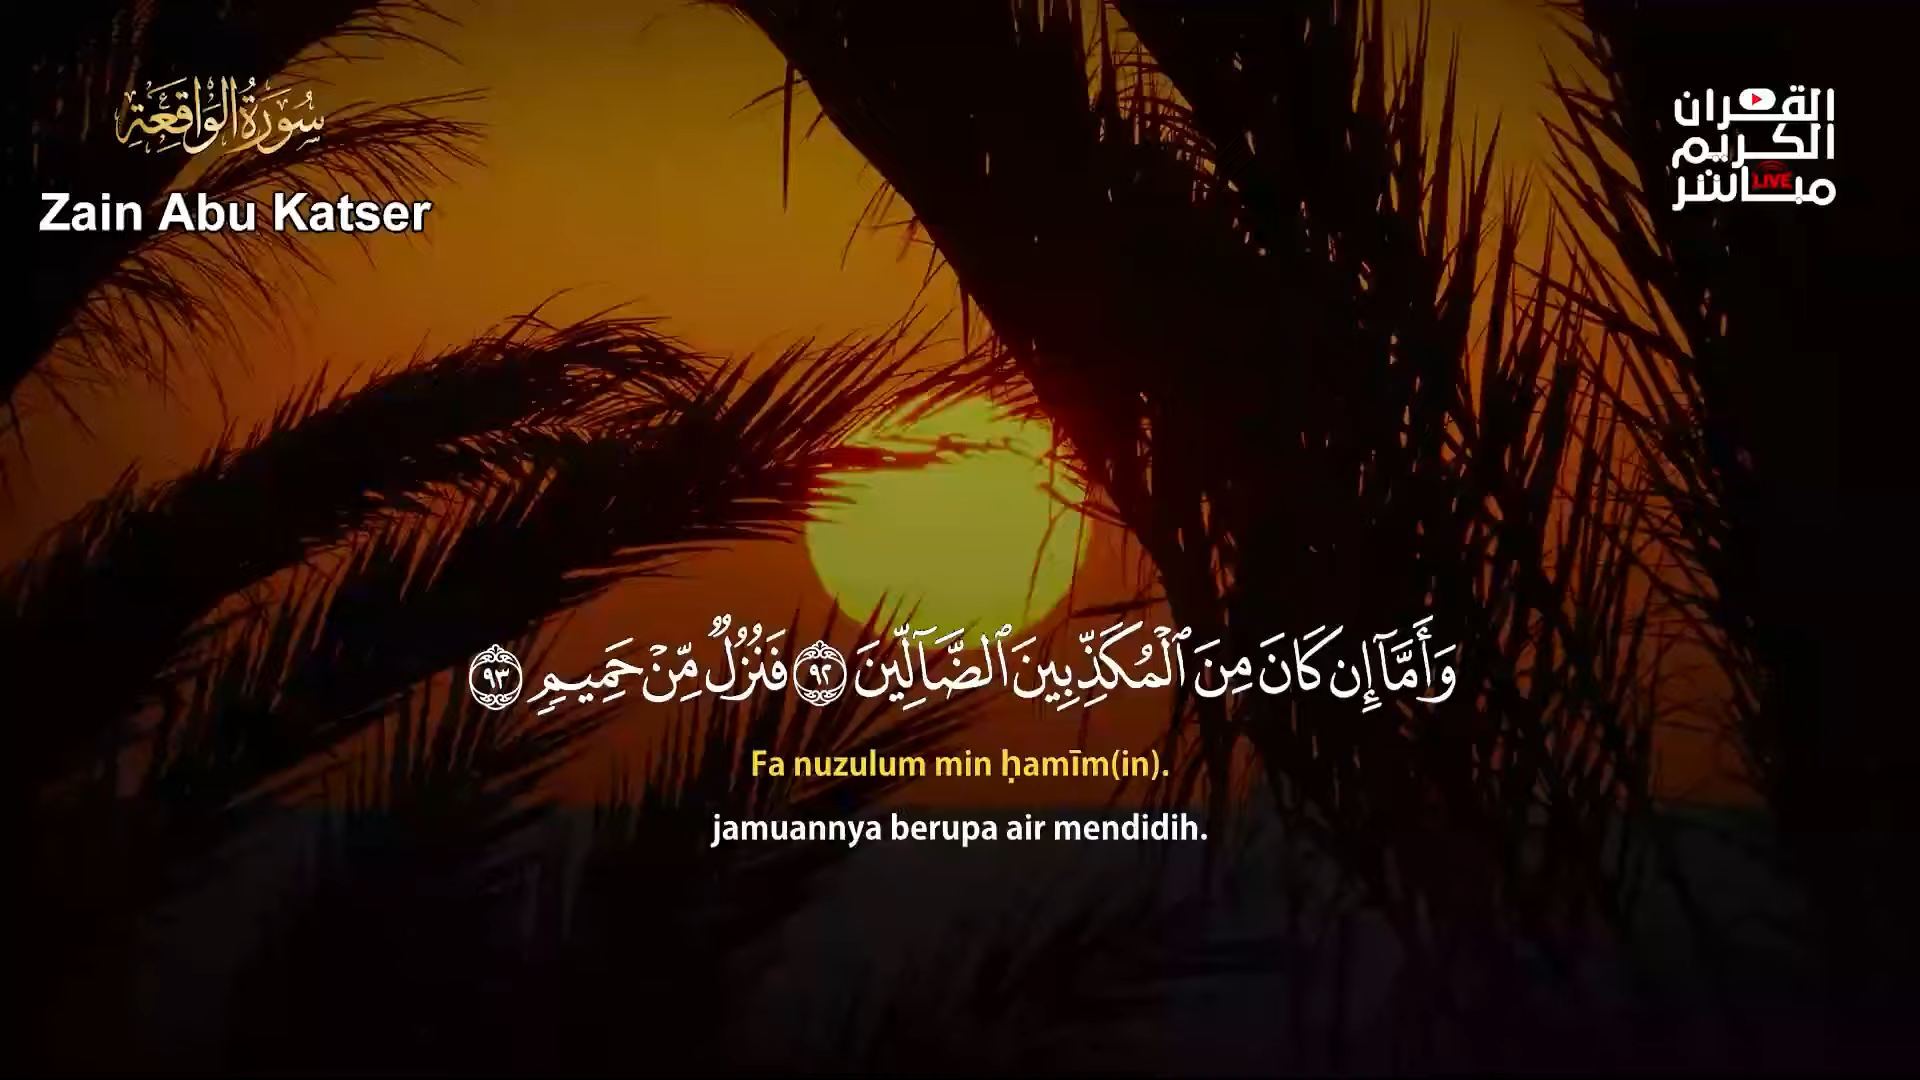 سُورَةُ الوَاقِعَةِ
Zain Abu Katser
القران
الكريم
مباشر
LIVE
وَأَمَّآ إِن كَانَ مِنَ ٱلْمُكَذِّبِينَ ٱلضَّآلِّينَ ٩٢ فَنُزُلٌ مِّنْ حَمِيمٍ ٩٣
Fa nuzulum min ḥamīm(in).
jamuannya berupa air mendidih.